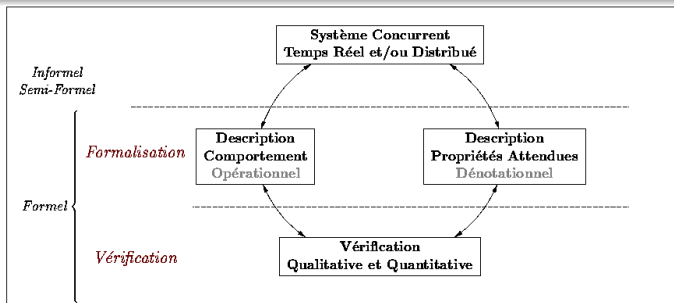 Système Concurrent
Temps Réel et/ou Distribué
Informel
Semi-Formel
Formalisation
Description
Comportement
Opérationnel
Description
Propriétés Attendues
Dénotationnel
Formel
Vérification
Vérification
Qualitative et Quantitative